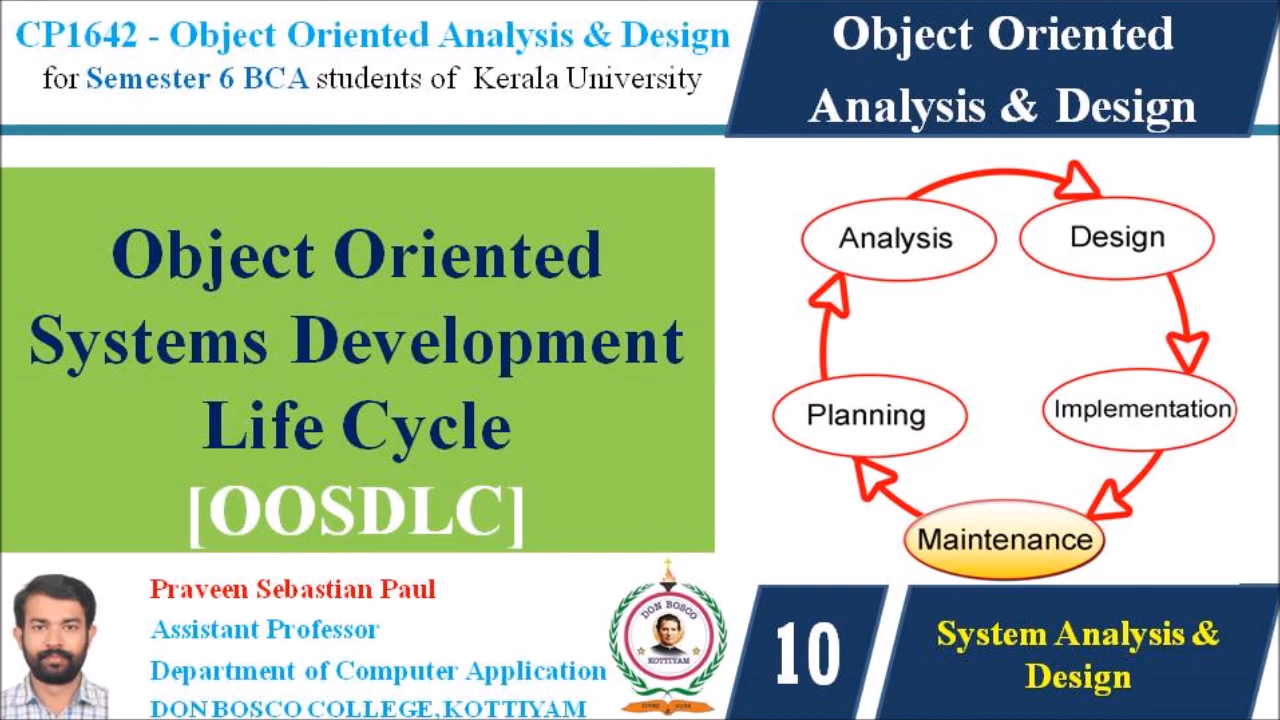 CP1642 - Object Oriented Analysis & Design
for Semester 6 BCA students of Kerala University
Object Oriented
Analysis & Design
Object Oriented
Systems Development
Life Cycle
[OOSDLC]
Analysis
Design
Planning
Implementation
Maintenance
Praveen Sebastian Paul
Assistant Professor
Department of Computer Application
DON BOSCO COLLEGE, KOTTIYAM
DON BOSCO
KOTTIYAM
10
System Analysis &
Design